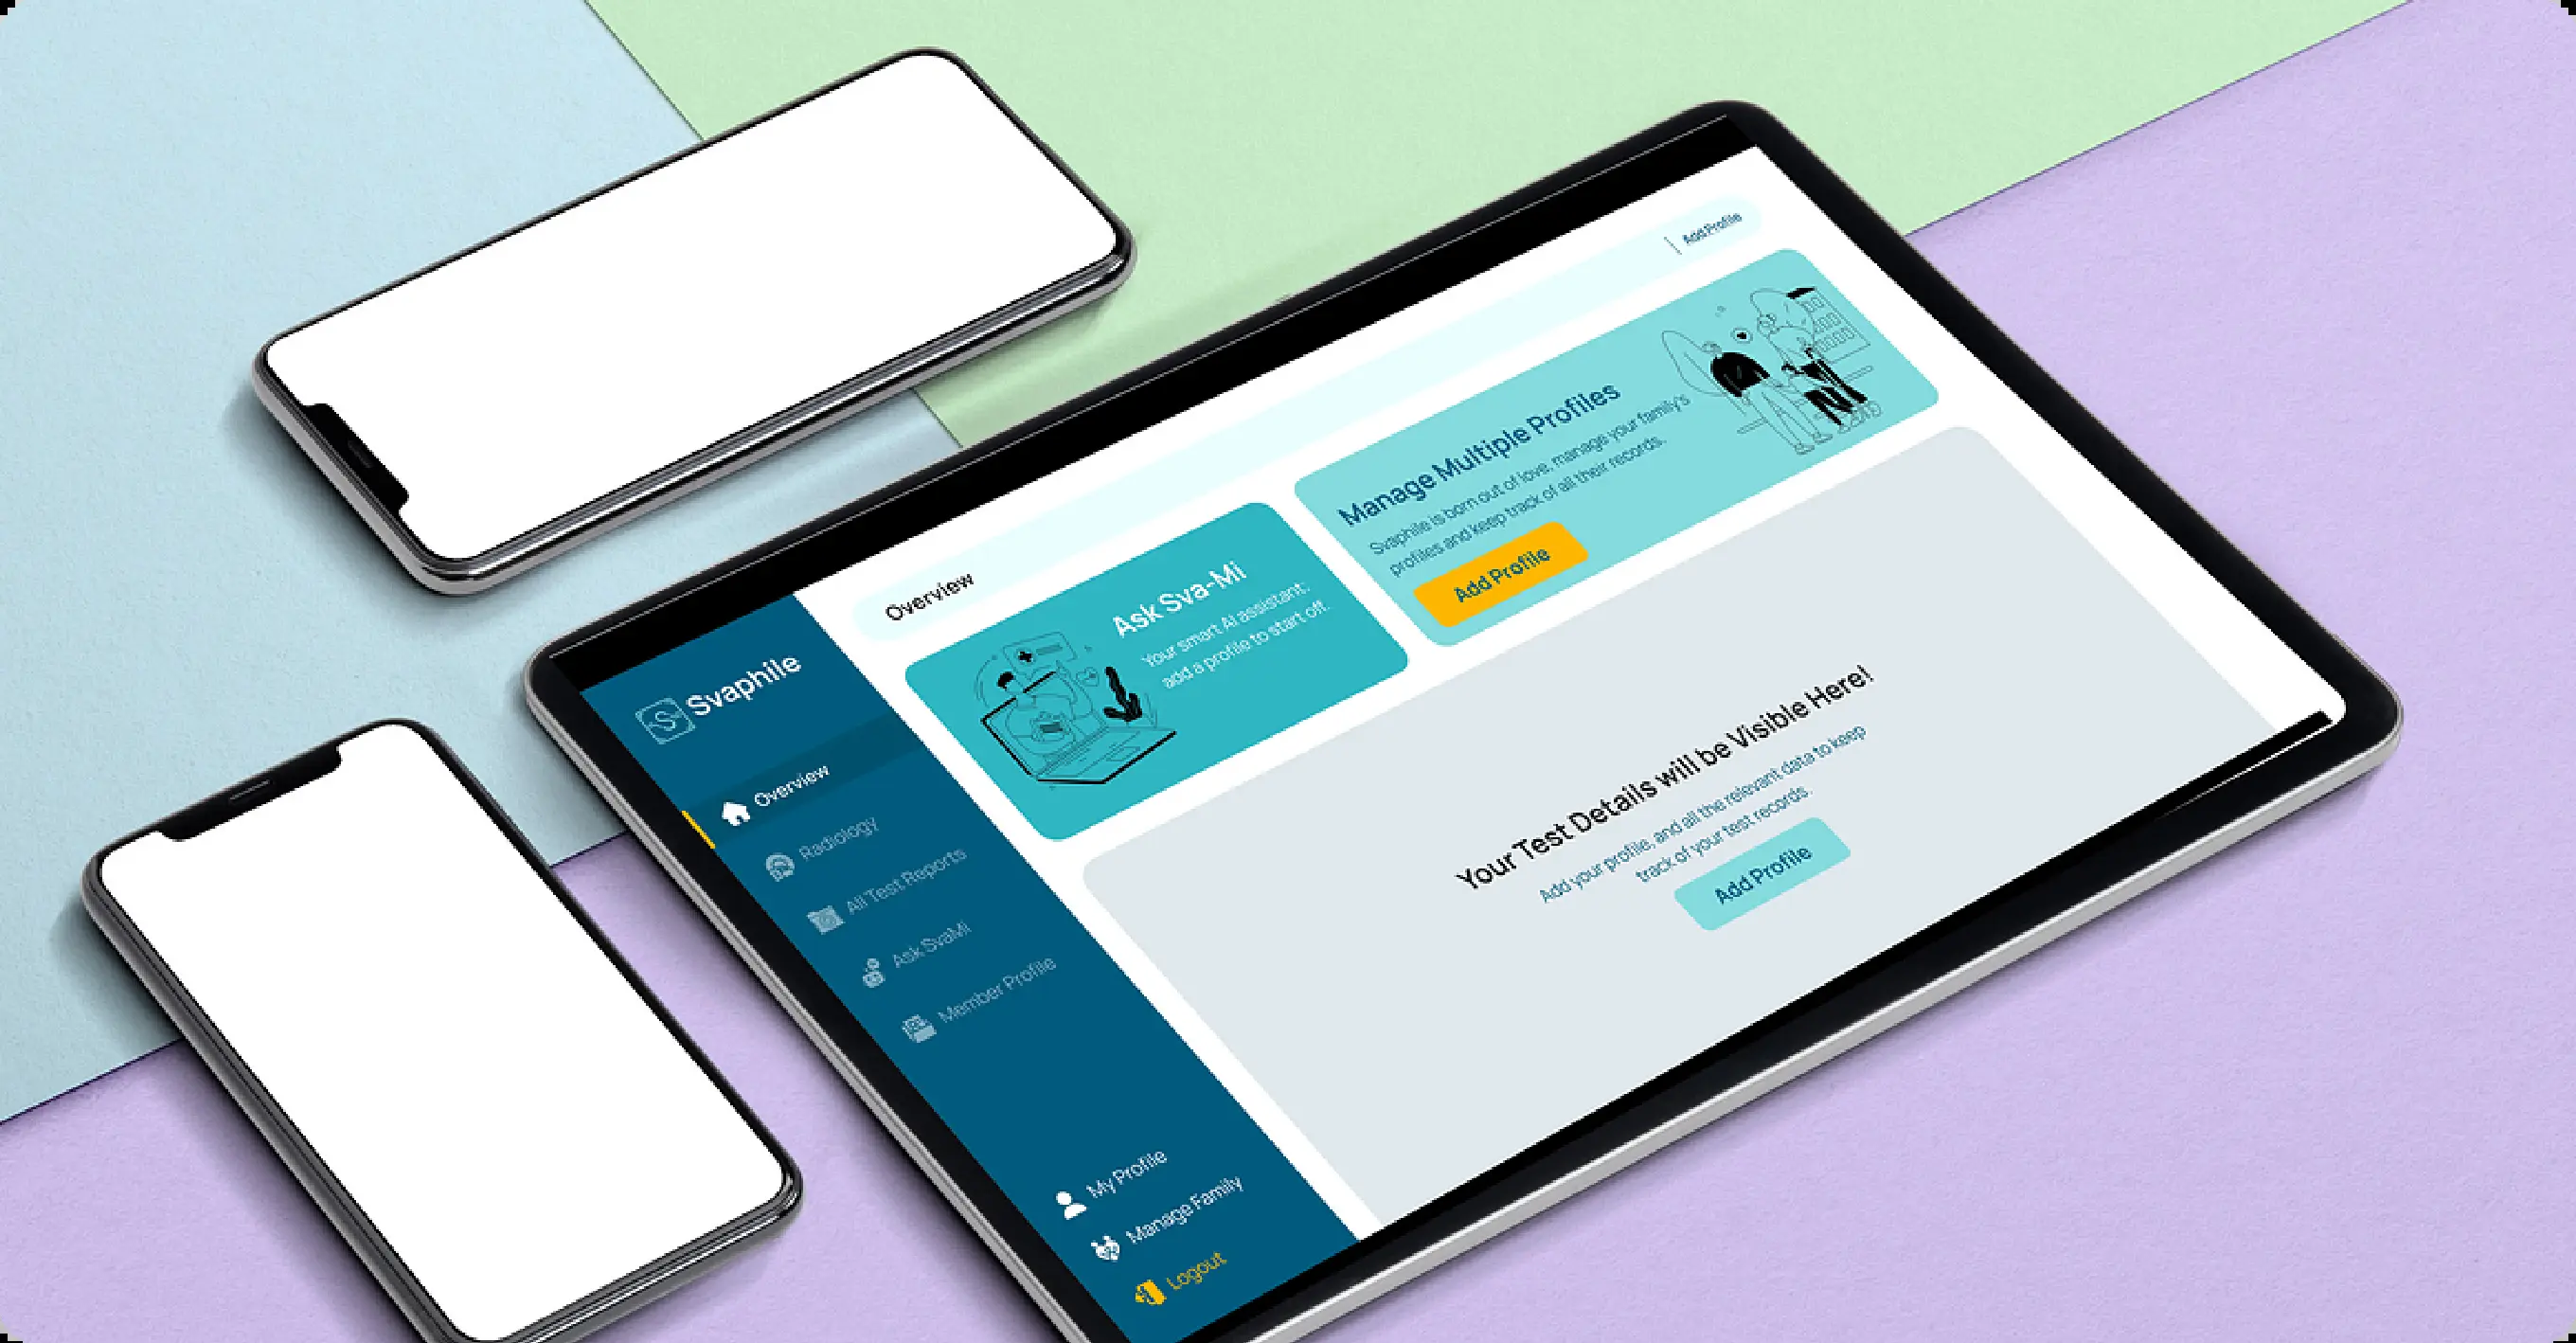 Add Profile
Overview
Svaphile
Overview
Radiology
All Test Reports
Ask SvaMi
Member Profile
My Profile
Manage Family
Logout
Ask Sva-Mi
Your smart AI assistant:
add a profile to start off.
Manage Multiple Profiles
Svaphile is born out of love, manage your family's
profiles and keep track of all their records.
Add Profile
Your Test Details will be Visible Here!
Add your profile, and all the relevant data to keep
track of your test records.
Add Profile